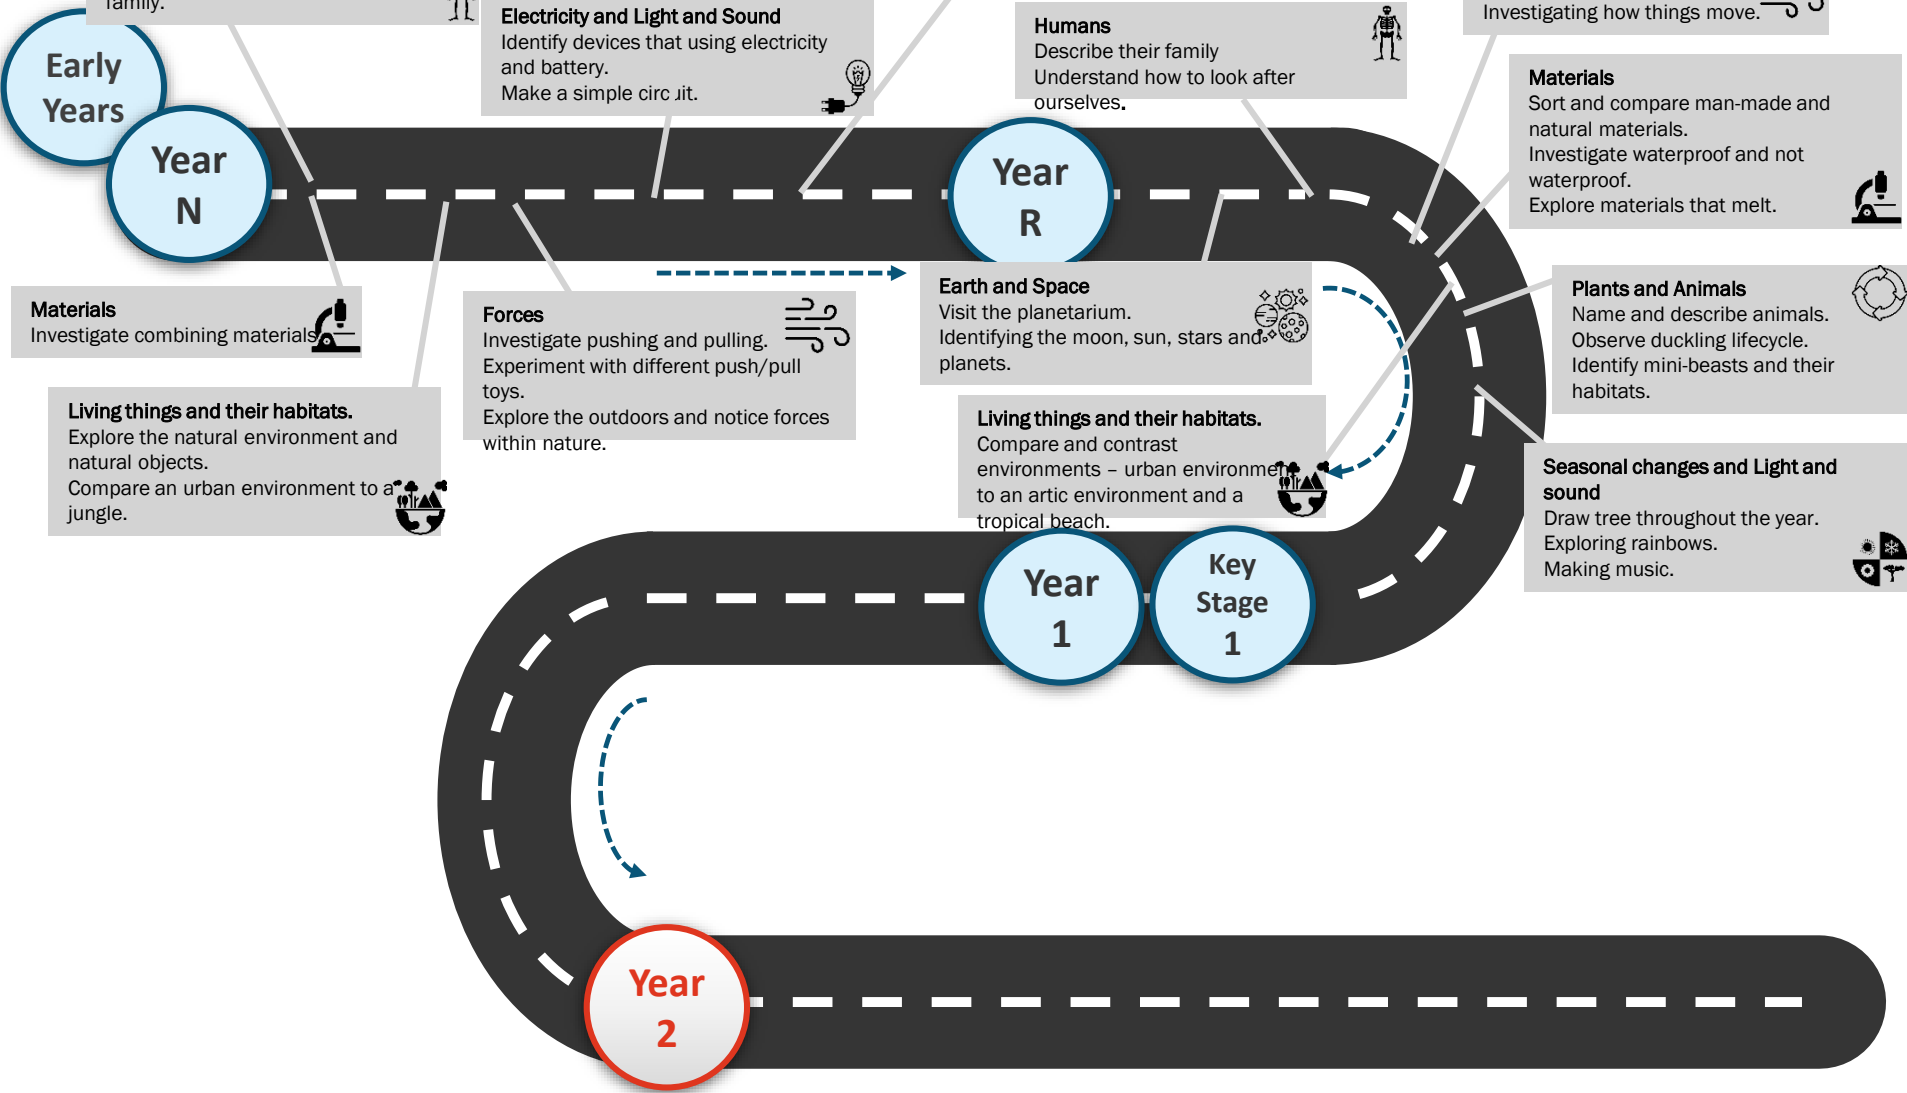 family.
Early
Years
Year
N
Electricity and Light and Sound
Identify devices that using electricity
and battery.
Make a simple circuit.
Year
R
Humans
Describe their family
Understand how to look after
ourselves.
Investigating how things move.
Materials
Sort and compare man-made and
natural materials.
Investigate waterproof and not
waterproof.
Explore materials that melt.
Materials
Investigate combining materials
Living things and their habitats.
Explore the natural environment and
natural objects.
Compare an urban environment to a
jungle.
Forces
Investigate pushing and pulling.
Experiment with different push/pull
toys.
Explore the outdoors and notice forces
within nature.
Earth and Space
Visit the planetarium.
Identifying the moon, sun, stars and
planets.
Living things and their habitats.
Compare and contrast
environments – urban environment
to an artic environment and a
tropical beach.
Plants and Animals
Name and describe animals.
Observe duckling lifecycle.
Identify mini-beasts and their
habitats.
Seasonal changes and Light and
sound
Draw tree throughout the year.
Exploring rainbows.
Making music.
Year
1
Key
Stage
1
Year
2